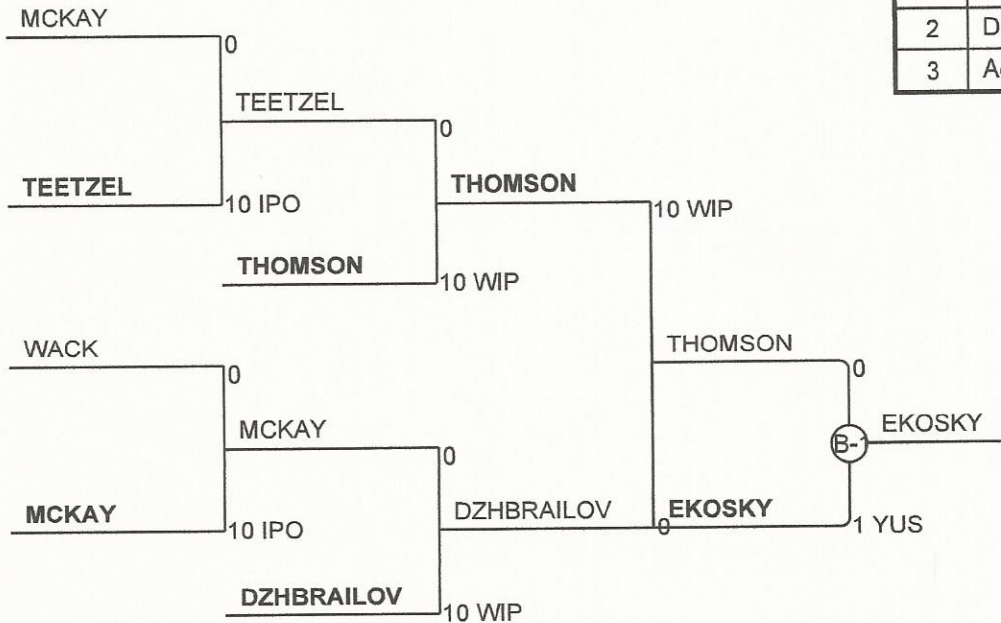 MCKAY
0
2 D
3 A
TEETZEL
0
TEETZEL
10 IPO
THOMSON
10 WIP
THOMSON
10 WIP
WACK
0
THOMSON
0
MCKAY
0
B-1
EKOSKY
MCKAY
10 IPO
DZHBRAILOV
0
EKOSKY
1 YUS
DZHBRAILOV
10 WIP